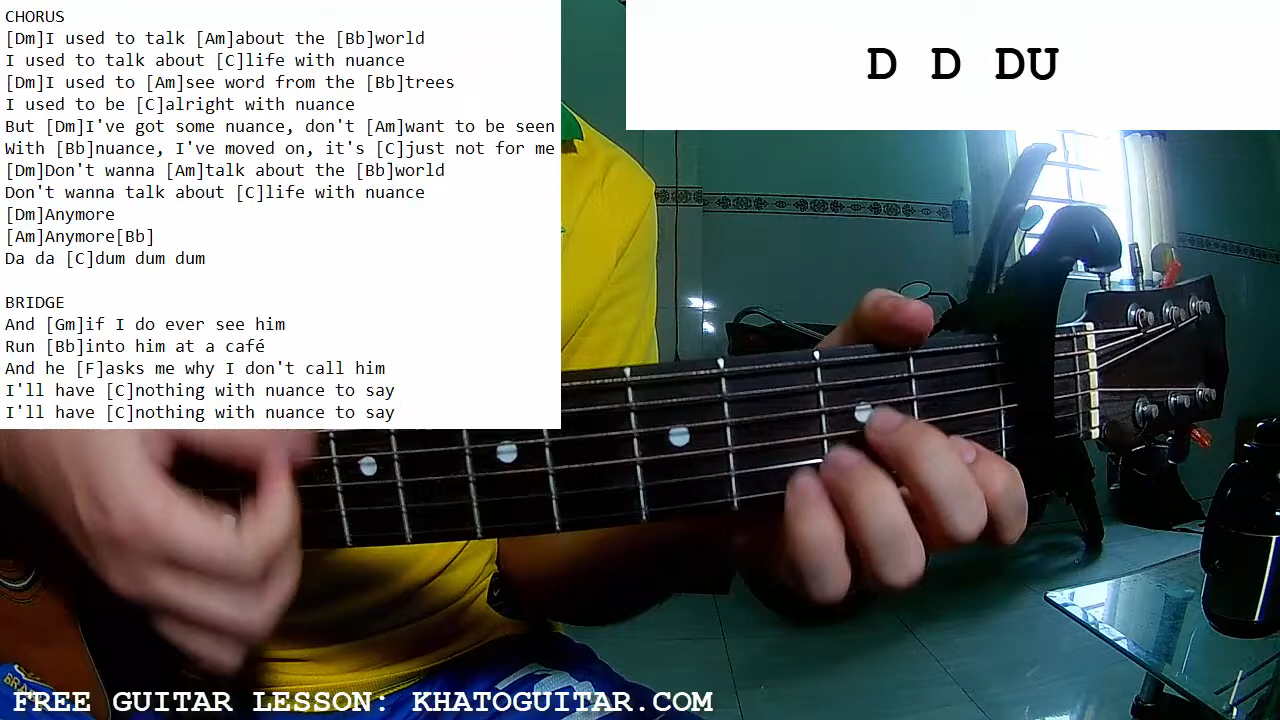 CHORUS
[Dm]I used to talk [Am]about the [Bb]world
I used to talk about [C]life with nuance
[Dm]I used to [Am]see word from the [Bb]trees
I used to be [C]alright with nuance
But [Dm]I've got some nuance, don't [Am]want to be seen
With [Bb]nuance, I've moved on, it's [C]just not for me
[Dm]Don't wanna [Am]talk about the [Bb]world
Don't wanna talk about [C]life with nuance
[Dm]Anymore
[Am]Anymore[Bb]
Da da [C]dum dum dum
BRIDGE
And [Gm]if I do ever see him
Run [Bb]into him at a café
And he [F]asks me why I don't call him
I'll have [C]nothing with nuance to say
I'll have [C]nothing with nuance to say
D D DU
FREE GUITAR LESSON: KHATOGUITAR.COM